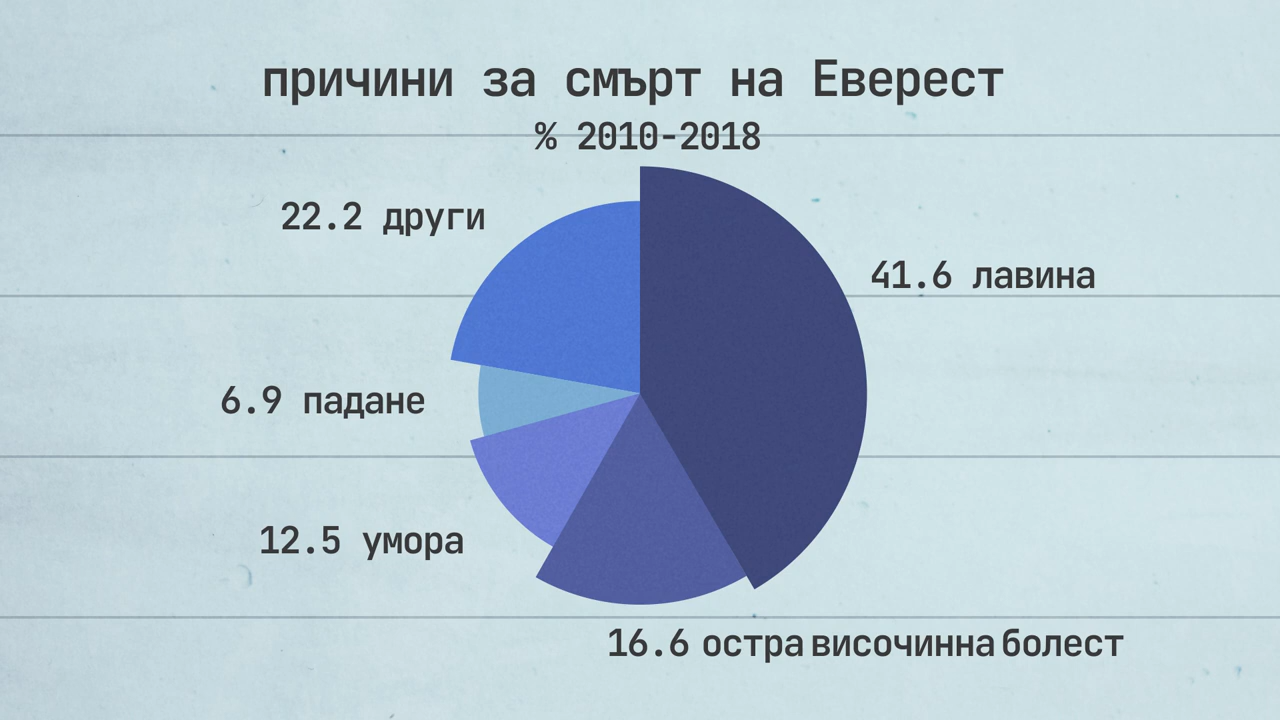 причини за смърт на Еверест
% 2010-2018
22.2 други
41.6 лавина
6.9 падане
12.5 умора
16.6 остра височинна болест